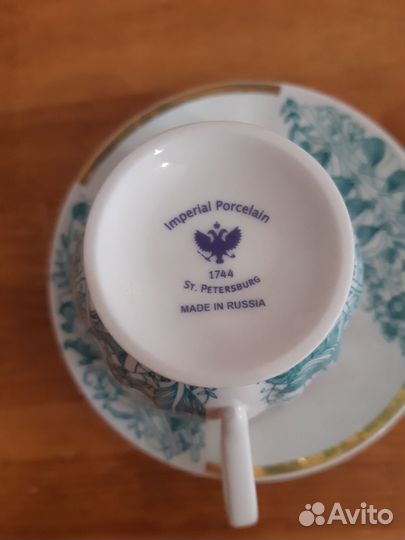 Imperial Porcelain
1744
ST. PETERSBURG
MADE IN RUSSIA
Avito